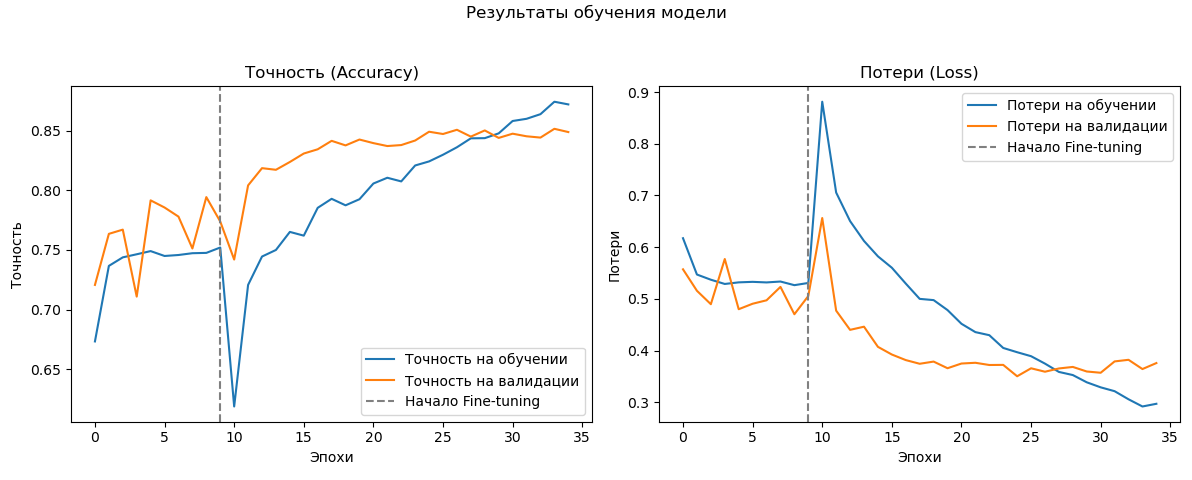 Результаты обучения модели
Точность (Accuracy)
Точность
0.85
0.80
0.75
0.70
0.65
0
5
10
15
20
25
30
35
Эпохи
Точность на обучении
Точность на валидации
Начало Fine-tuning
Потери (Loss)
Потери
0.9
0.8
0.7
0.6
0.5
0.4
0.3
0
5
10
15
20
25
30
35
Эпохи
Потери на обучении
Потери на валидации
Начало Fine-tuning